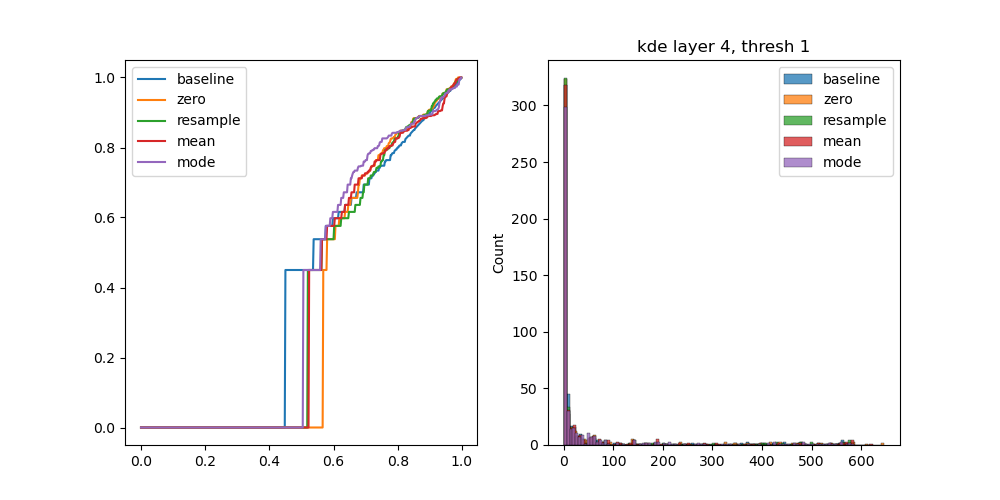 kde layer 4, thresh 1
1.0
0.8
0.6
0.4
0.2
0.0
0.0 0.2 0.4 0.6 0.8 1.0
baseline
zero
resample
mean
mode
Count
300
250
200
150
100
50
0
0 100 200 300 400 500 600
baseline
zero
resample
mean
mode